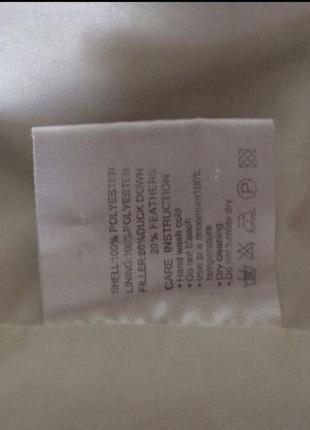 SHELL:100% POLYESTER
LINING:100%POLYESTER
FILLER:80%DUCK DOWN
20% FEATHERS
CARE INSTRUCTION
• Hand wash cold
• Do not bleach
• Iron at a maximum 100℃
temperature
• Dry cleaning
• Do not tumble dry
P